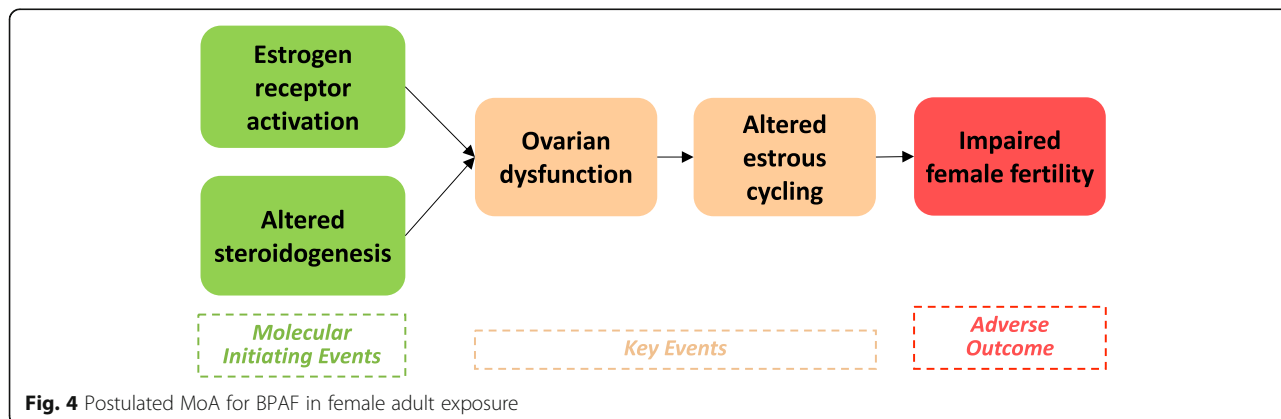 Estrogen
receptor
activation
Altered
steroidogenesis
Ovarian
dysfunction
Altered
estrous
cycling
Impaired
female fertility
Molecular
Initiating Events
Key Events
Adverse
Outcome
Fig. 4 Postulated MoA for BPAF in female adult exposure